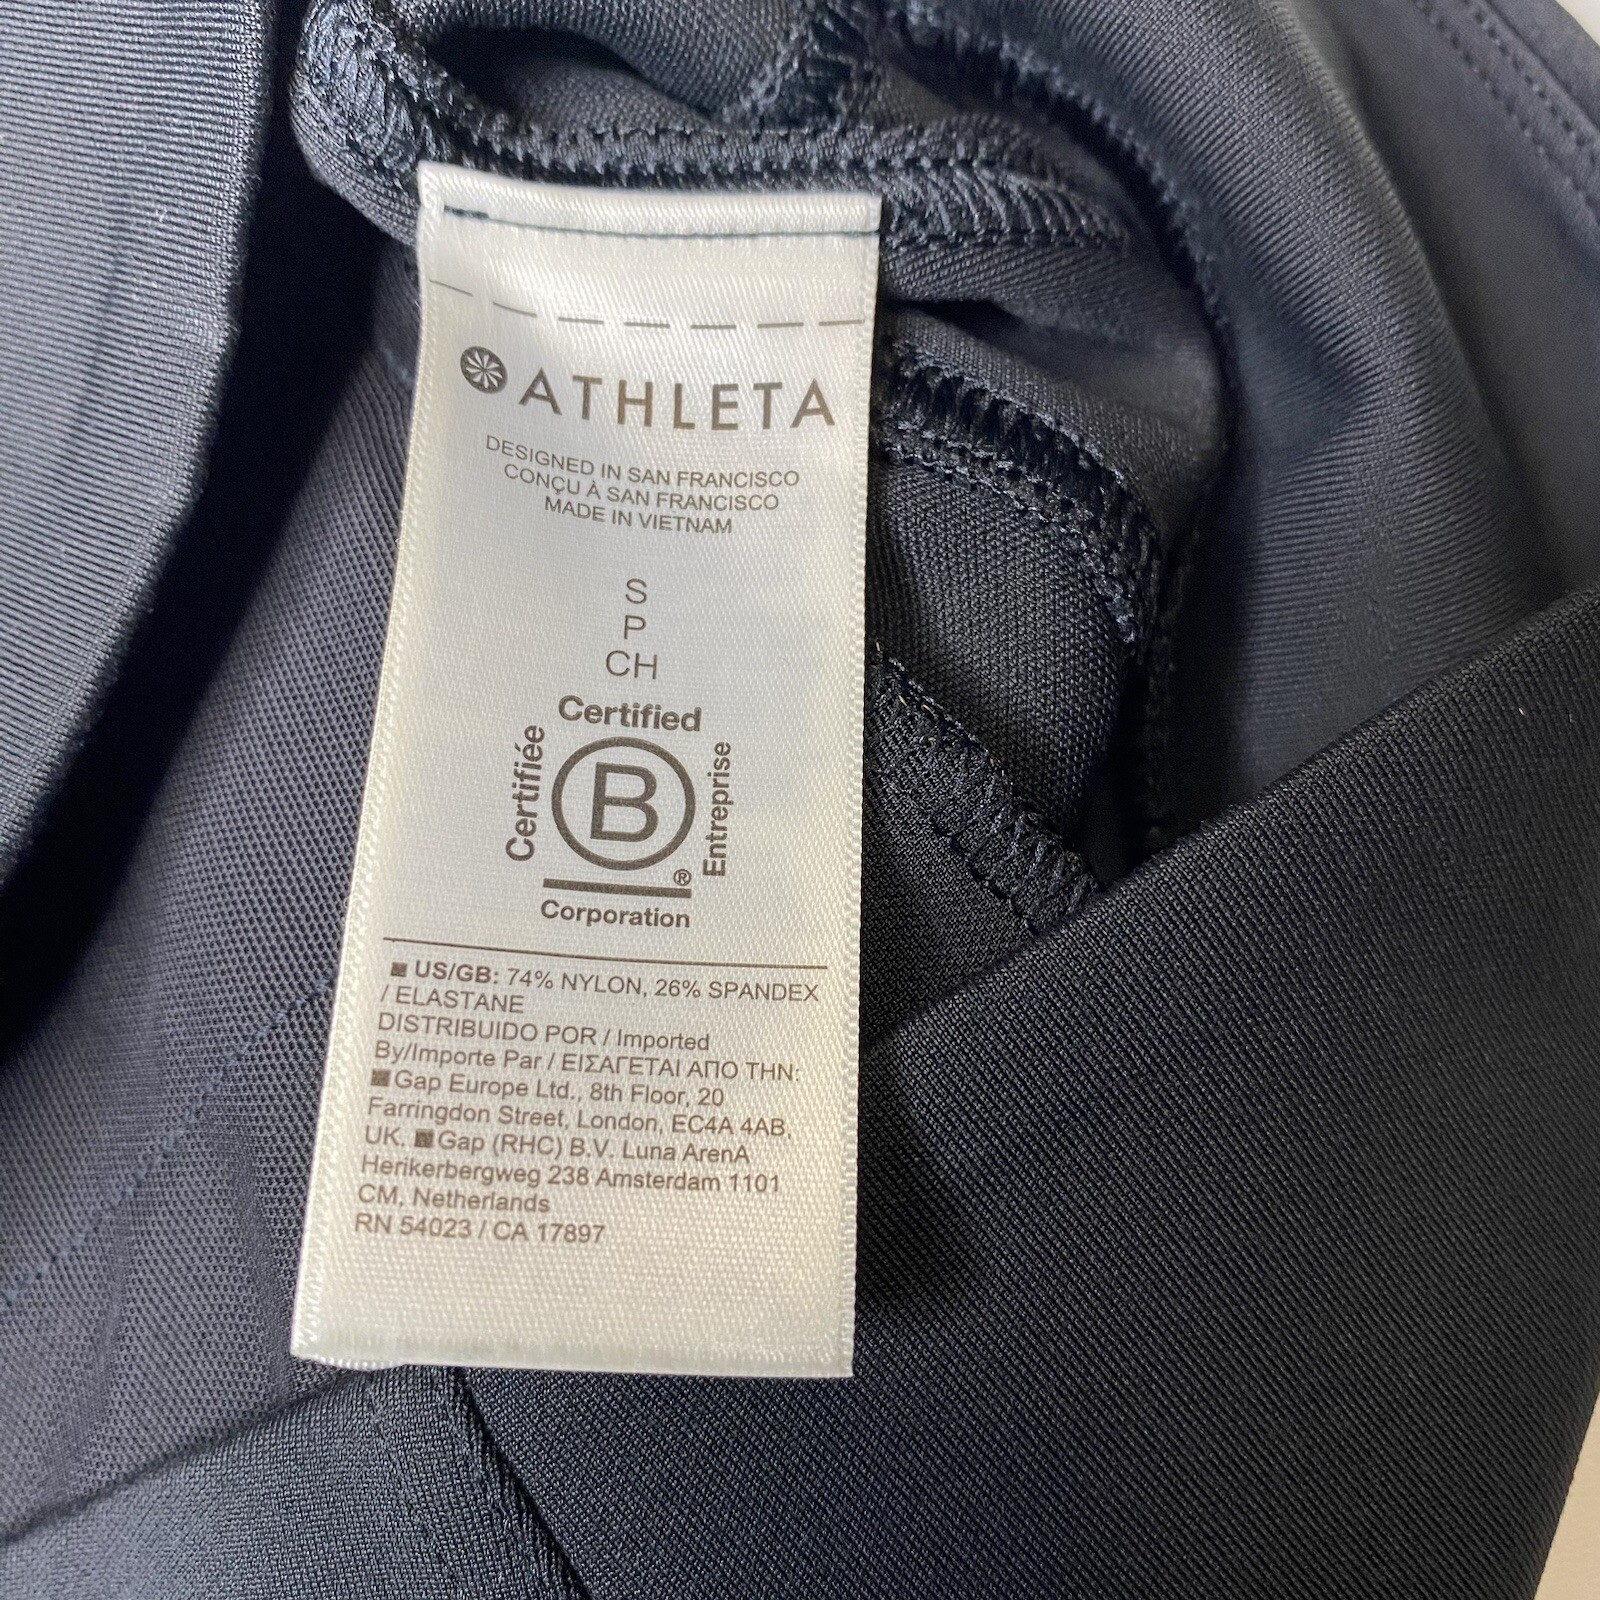 ATHLETA
DESIGNED IN SAN FRANCISCO
CONÇU À SAN FRANCISCO
MADE IN VIETNAM
S
P
CH
Certified
Certifiée
B
Entreprise
®
Corporation
US/GB: 74% NYLON, 26% SPANDEX
/ ELASTANE
DISTRIBUIDO POR / Imported
By/Importe Par / ΕΙΣΑΓΕΤΑΙ ΑΠΟ ΤΗΝ:
Gap Europe Ltd., 8th Floor, 20
Farringdon Street, London, EC4A 4AB,
UK. Gap (RHC) B.V. Luna ArenA
Herikerbergweg 238 Amsterdam 1101
CM, Netherlands
RN 54023 / CA 17897